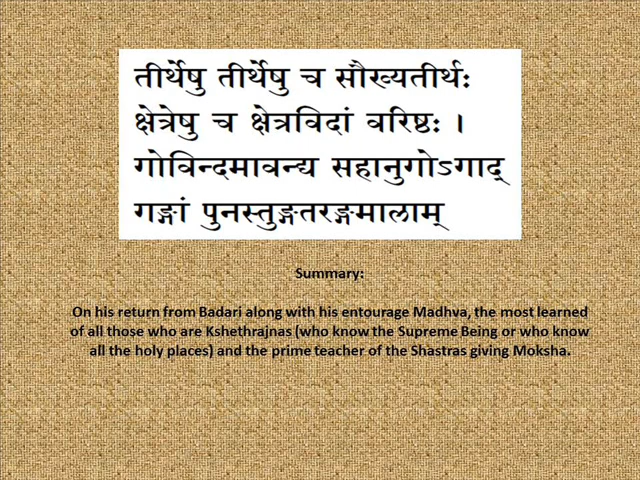 तीर्थेषु तीर्थेषु च सौख्यतीर्थः
क्षेत्रेषु च क्षेत्रविदां वरिष्ठः ।
गोविन्दमावन्द्य सहानुगोऽगाद्
गङ्गां पुनस्तुङ्गतरङ्गमालाम्
Summary:
On his return from Badari along with his entourage Madhva, the most learned
of all those who are Kshethrajnas (who know the Supreme Being or who know
all the holy places) and the prime teacher of the Shastras giving Moksha.